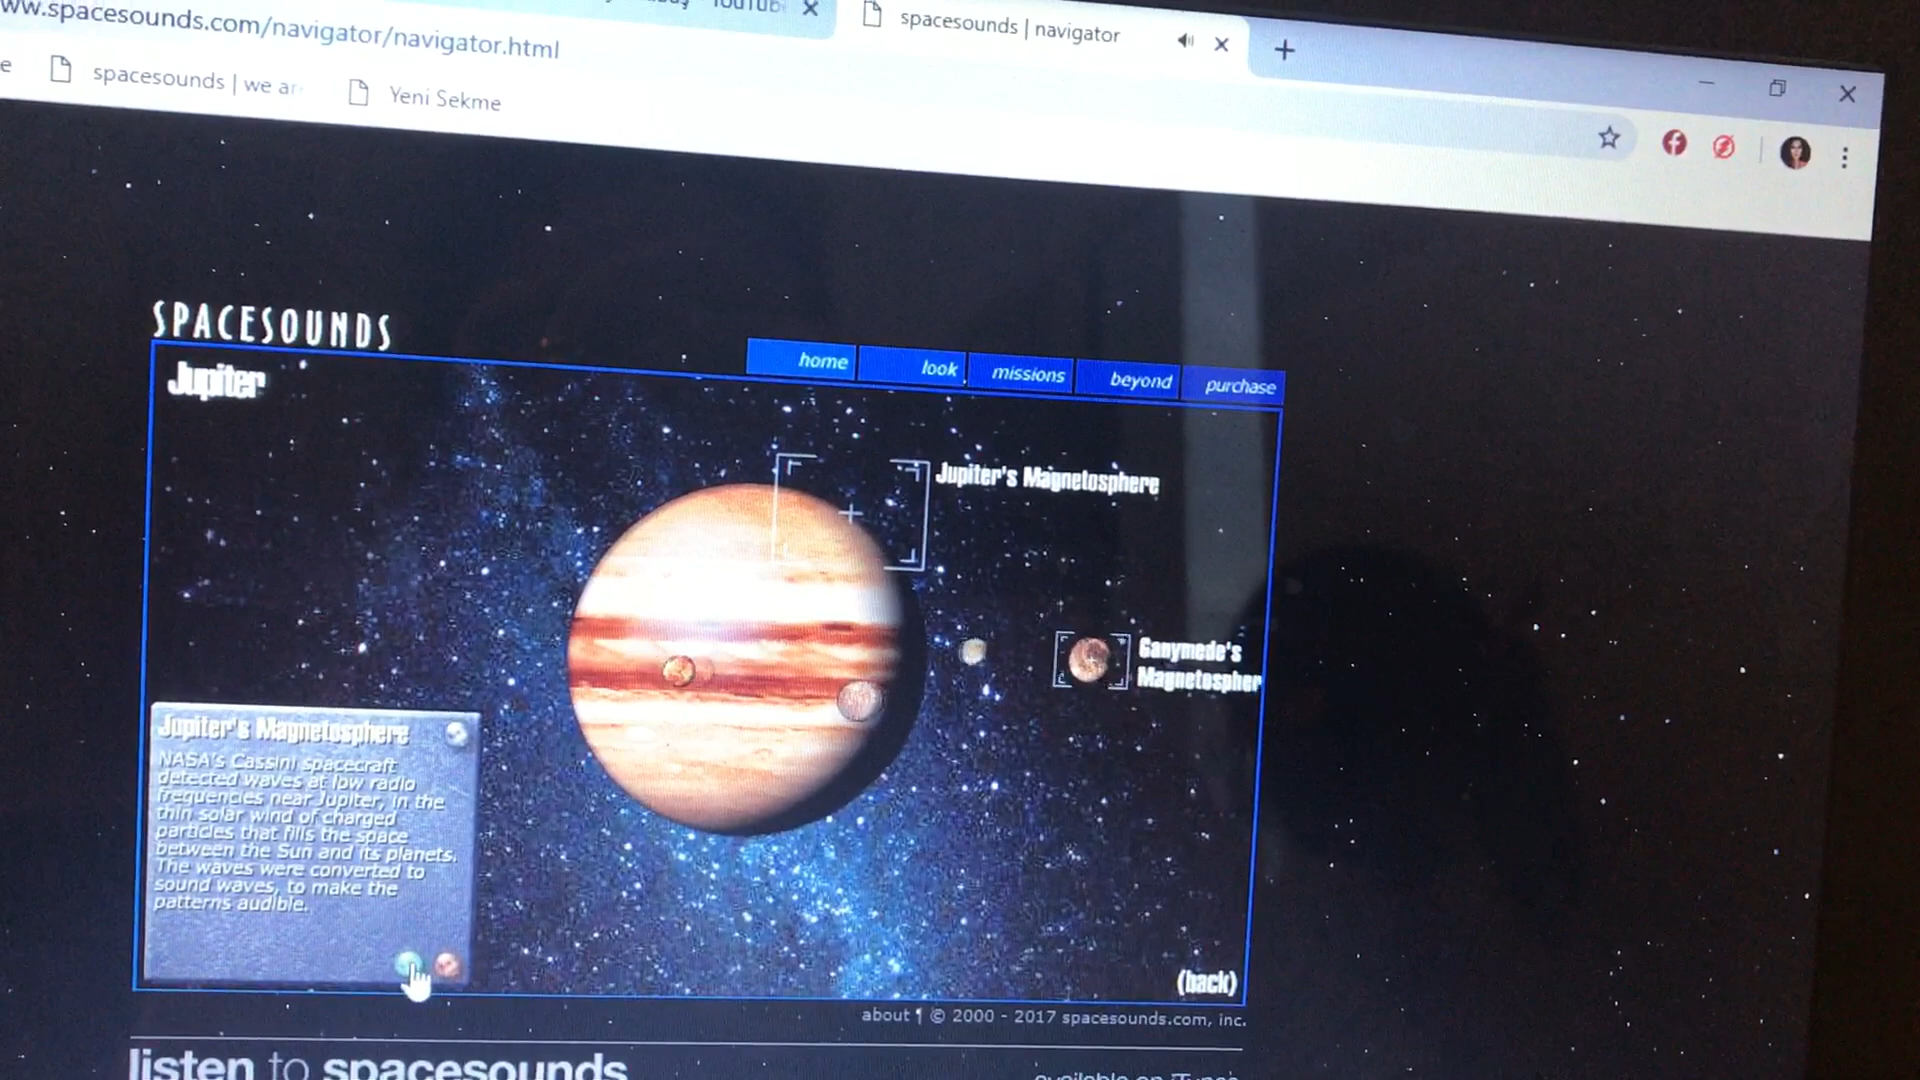 spacesounds | navigator
ww.spacesounds.com/navigator/navigator.html
e
spacesounds | we ar
Yeni Sekme
SPACESOUNDS
home
look
missions
beyond
purchase
Jupiter
Jupiter's Magnetosphere
Ganymede's
Magnetospher
Jupiter's Magnetosphere
NASA's Cassini spacecraft
detected waves at low radio
frequencies near Jupiter, in the
thin solar wind of charged
particles that fills the space
between the Sun and its planets.
The waves were converted to
sound waves, to make the
patterns audible.
(back)
about ¶ © 2000 - 2017 spacesounds.com, inc.
listen to spacesounds
available on iTunes